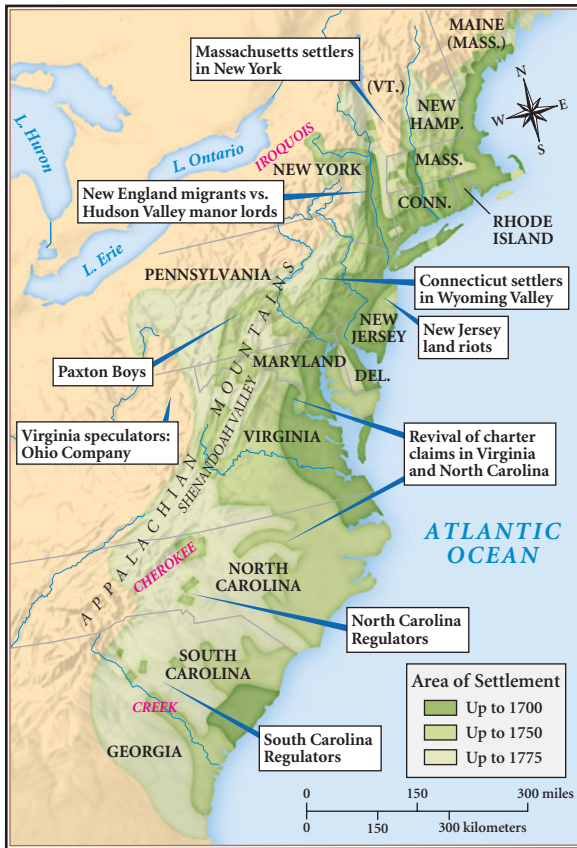 MAINE
(MASS.)
Massachusetts settlers
in New York
(VT.)
N
E
W
S
NEW
HAMP.
L. Huron
L. Ontario
IROQUOIS
NEW YORK
MASS.
New England migrants vs.
Hudson Valley manor lords
CONN.
RHODE
ISLAND
L. Erie
PENNSYLVANIA
Connecticut settlers
in Wyoming Valley
NEW
JERSEY
New Jersey
land riots
Paxton Boys
MARYLAND
DEL.
APPALACHIAN MOUNTAINS
SHENANDOAH VALLEY
Virginia speculators:
Ohio Company
VIRGINIA
Revival of charter
claims in Virginia
and North Carolina
ATLANTIC
OCEAN
CHEROKEE
NORTH
CAROLINA
North Carolina
Regulators
SOUTH
CAROLINA
CREEK
South Carolina
Regulators
GEORGIA
Area of Settlement
Up to 1700
Up to 1750
Up to 1775
0 150 300 miles
0 150 300 kilometers